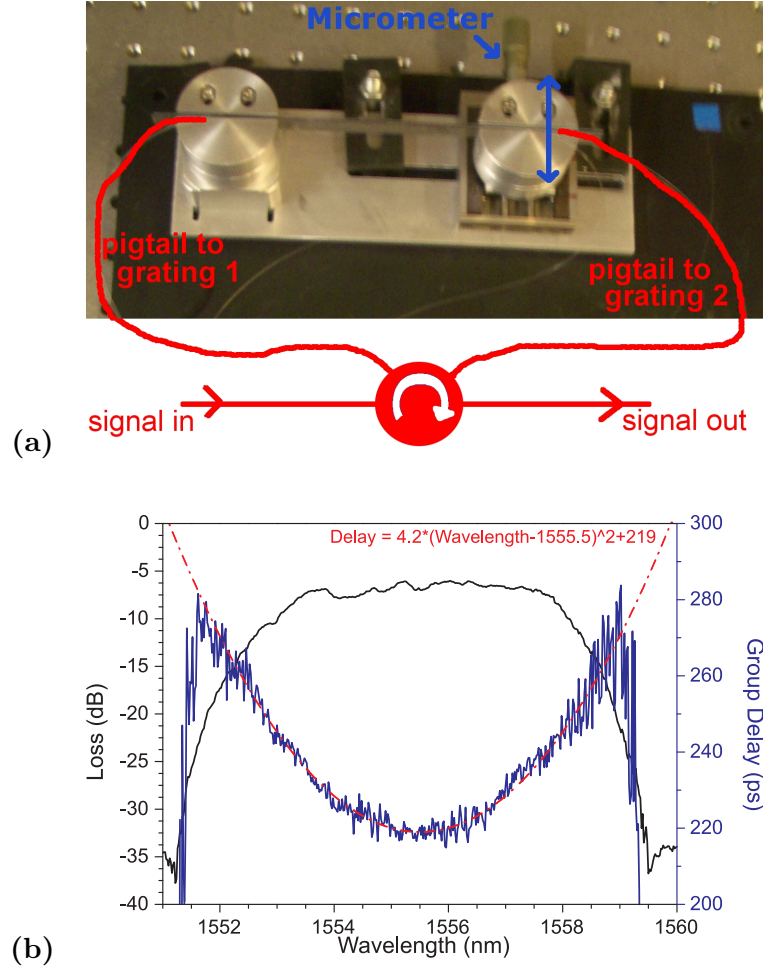 Micrometer
pigtail to
grating 1
pigtail to
grating 2
signal in
signal out
(a)
Delay = 4.2*(Wavelength-1555.5)^2+219
0
-5
-10
-15
-20
-25
-30
-35
-40
Loss (dB)
300
280
260
240
220
200
Group Delay (ps)
1552
1554
1556
1558
1560
Wavelength (nm)
(b)